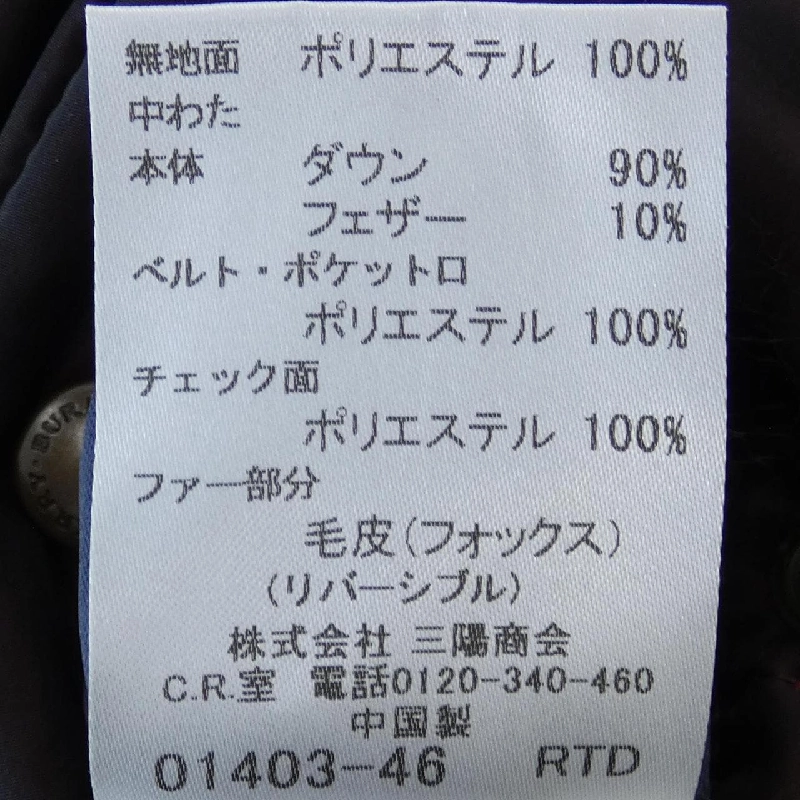 無地面 ポリエステル 100%
中わた
本体 ダウン 90%
フェザー 10%
ベルト・ポケット口
ポリエステル 100%
チェック面
ポリエステル 100%
ファー部分
毛皮(フォックス)
(リバーシブル)
株式会社 三陽商会
C.R.室 電話0120-340-460
中国製
01403-46 RTD